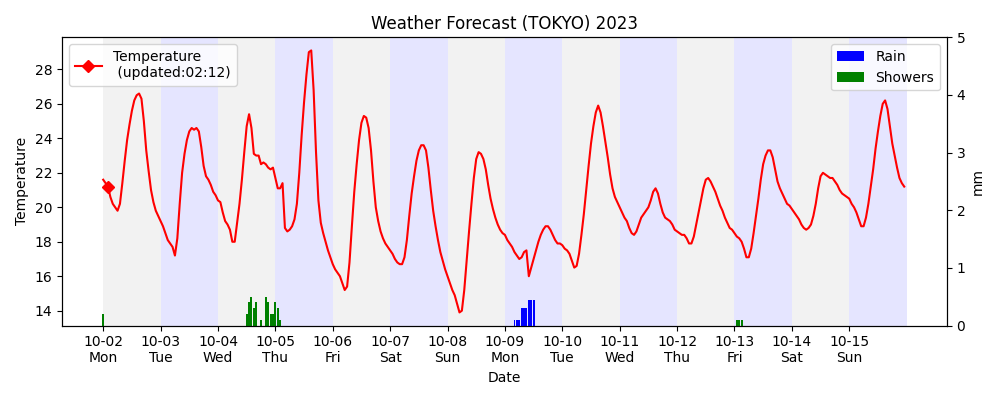 Weather Forecast (TOKYO) 2023
Temperature
(updated:02:12)
Rain
Showers
Temperature
28
26
24
22
20
18
16
14
5
4
3
2
1
0
mm
10-02 10-03 10-04 10-05 10-06 10-07 10-08 10-09 10-10 10-11 10-12 10-13 10-14 10-15
Mon Tue Wed Thu Fri Sat Sun Mon Tue Wed Thu Fri Sat Sun
Date